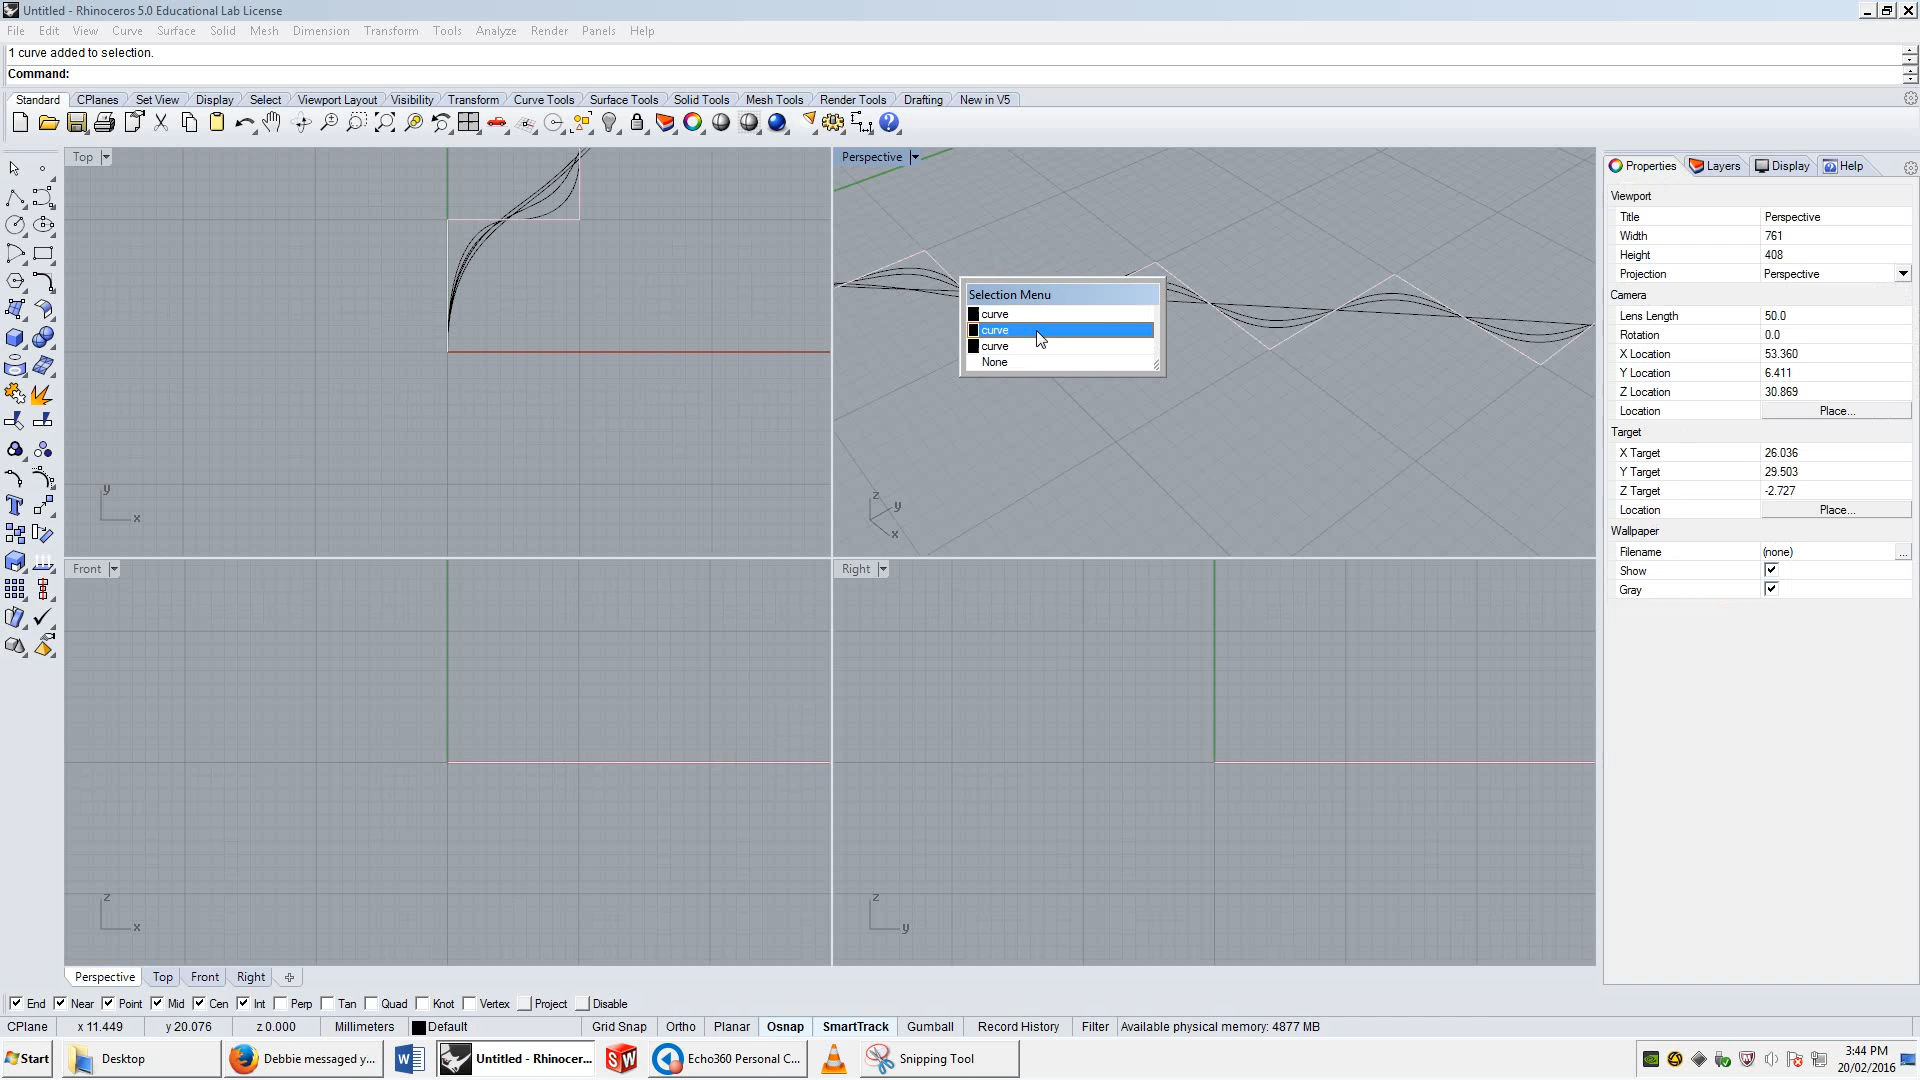 Untitled - Rhinoceros 5.0 Educational Lab License
File Edit View Curve Surface Solid Mesh Dimension Transform Tools Analyze Render Panels Help
1 curve added to selection.
Command:
Standard CPlanes Set View Display Select Viewport Layout Visibility Transform Curve Tools Surface Tools Solid Tools Mesh Tools Render Tools Drafting New in V5
Top
Perspective
Properties Layers Display Help
Viewport
Title Perspective
Width 761
Height 408
Projection Perspective
Camera
Lens Length 50.0
Rotation 0.0
X Location 53.360
Y Location 6.411
Z Location 30.869
Location Place...
Target
X Target 26.036
Y Target 29.503
Z Target -2.727
Location Place...
Wallpaper
Filename (none) ...
Show
Gray
Selection Menu
curve
curve
curve
None
y
x
z
y
x
Front
Right
z
x
z
y
Perspective Top Front Right
End Near Point Mid Cen Int Perp Tan Quad Knot Vertex Project Disable
CPlane x 11.449 y 20.076 z 0.000 Millimeters Default Grid Snap Ortho Planar Osnap SmartTrack Gumball Record History Filter Available physical memory: 4877 MB
Start Desktop Debbie messaged y... Untitled - Rhinocer... SW Echo360 Personal C... Snipping Tool
3:44 PM
20/02/2016